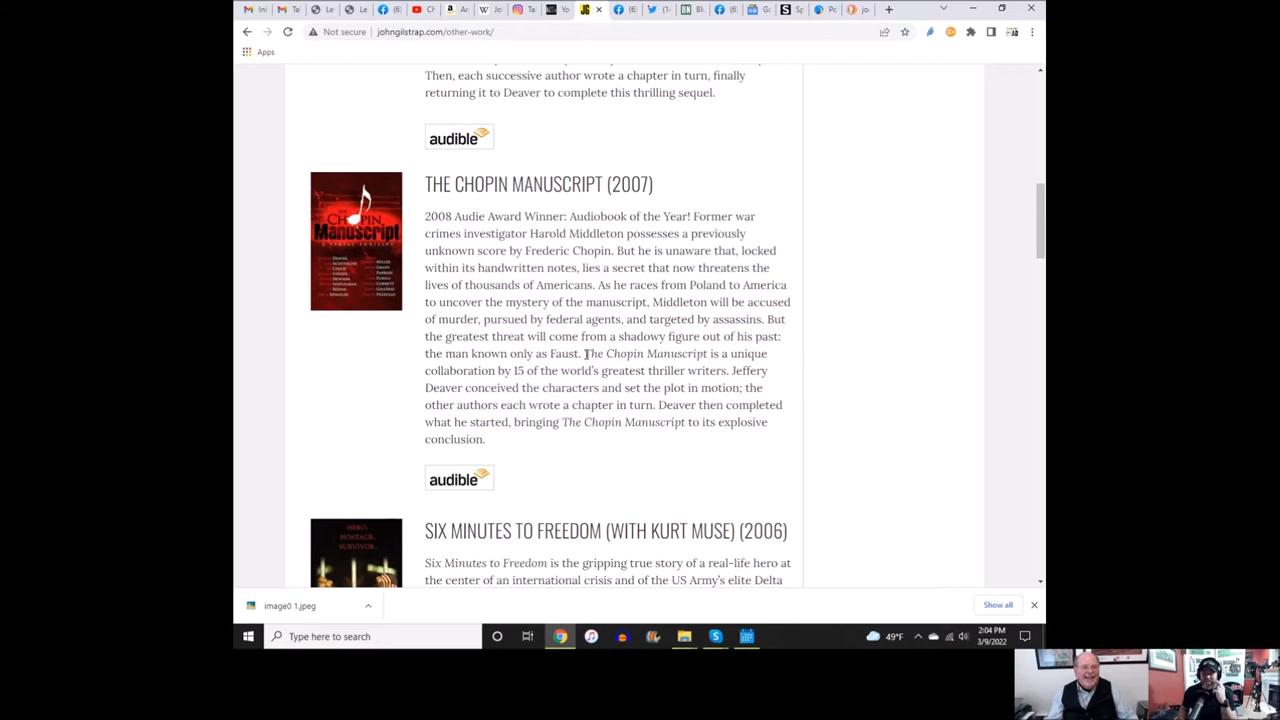 Not secure | johngilstrap.com/other-work/
Apps
Then, each successive author wrote a chapter in turn, finally
returning it to Deaver to complete this thrilling sequel.
audible
THE CHOPIN MANUSCRIPT (2007)
2008 Audie Award Winner: Audiobook of the Year! Former war
crimes investigator Harold Middleton possesses a previously
unknown score by Frederic Chopin. But he is unaware that, locked
within its handwritten notes, lies a secret that now threatens the
lives of thousands of Americans. As he races from Poland to America
to uncover the mystery of the manuscript, Middleton will be accused
of murder, pursued by federal agents, and targeted by assassins. But
the greatest threat will come from a shadowy figure out of his past:
the man known only as Faust. The Chopin Manuscript is a unique
collaboration by 15 of the world's greatest thriller writers. Jeffery
Deaver conceived the characters and set the plot in motion; the
other authors each wrote a chapter in turn. Deaver then completed
what he started, bringing The Chopin Manuscript to its explosive
conclusion.
THE
CHOPIN
Manuscript
audible
SIX MINUTES TO FREEDOM (WITH KURT MUSE) (2006)
HERO.
HOSTAGE.
SURVIVOR.
Six Minutes to Freedom is the gripping true story of a real-life hero at
the center of an international crisis and of the US Army's elite Delta
image0 1.jpeg
Show all
Type here to search
49°F
2:04 PM
3/9/2022